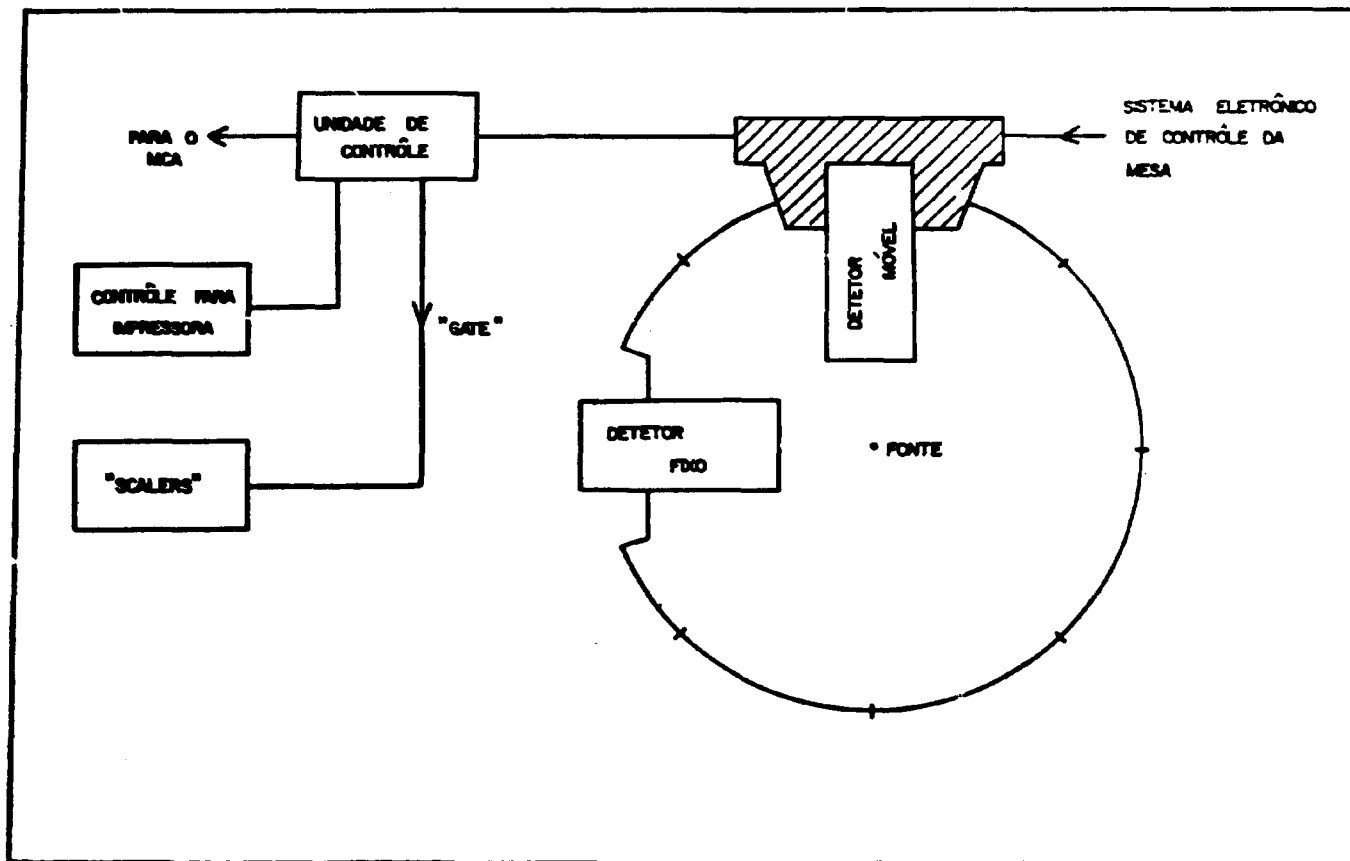 PARA O
MCA
UNIDADE DE
CONTRÔLE
SISTEMA ELETRÔNICO
DE CONTRÔLE DA
MESA
CONTRÔLE PARA
IMPRESSORA
"GATE"
"SCALERS"
DETETOR
MÓVEL
DETETOR
FIXO
FONTE